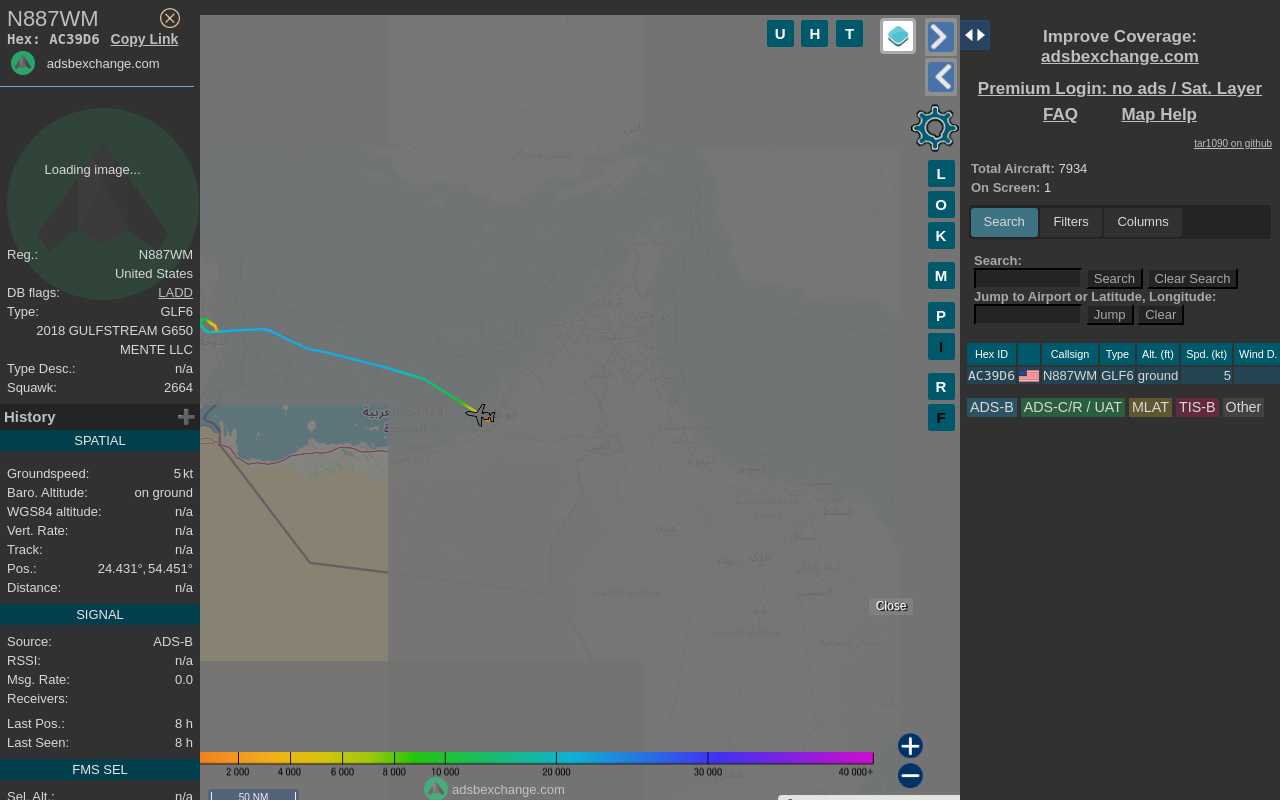 N887WM
Hex: AC39D6 Copy Link
adsbexchange.com
Loading image...
Reg.: N887WM
United States
DB flags: LADD
Type: GLF6
2018 GULFSTREAM G650
MENTE LLC
Type Desc.: n/a
Squawk: 2664
History
SPATIAL
Groundspeed: 5 kt
Baro. Altitude: on ground
WGS84 altitude: n/a
Vert. Rate: n/a
Track: n/a
Pos.: 24.431°, 54.451°
Distance: n/a
SIGNAL
Source: ADS-B
RSSI: n/a
Msg. Rate: 0.0
Receivers:
Last Pos.: 8 h
Last Seen: 8 h
FMS SEL
Sel. Alt.: n/a
U H T
L
O
K
M
P
I
R
F
العين
عبري
نزوى
مسقط
Close
2 000 4 000 6 000 8 000 10 000 20 000 30 000 40 000+
adsbexchange.com
50 NM
Improve Coverage:
adsbexchange.com
Premium Login: no ads / Sat. Layer
FAQ Map Help
tar1090 on github
Total Aircraft: 7934
On Screen: 1
Search Filters Columns
Search:
Search Clear Search
Jump to Airport or Latitude, Longitude:
Jump Clear
Hex ID Callsign Type Alt. (ft) Spd. (kt) Wind D.
AC39D6 N887WM GLF6 ground 5
ADS-B ADS-C/R / UAT MLAT TIS-B Other